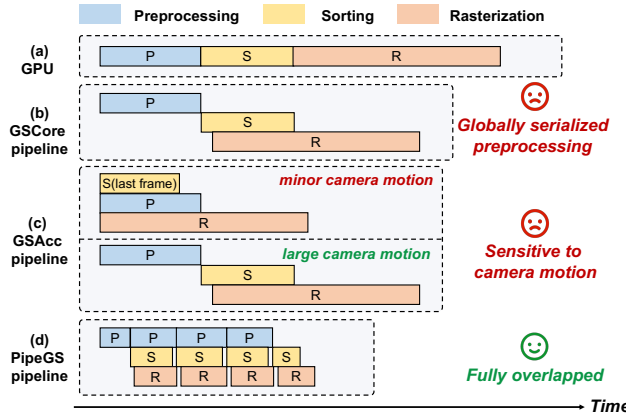 Preprocessing Sorting Rasterization
(a)
GPU
P S R
(b)
GSCore
pipeline
P
S
R
Globally serialized
preprocessing
(c)
GSAcc
pipeline
S(last frame)
P
R
minor camera motion
P
S
R
large camera motion
Sensitive to
camera motion
(d)
PipeGS
pipeline
P P P P
S S S S
R R R R
Fully overlapped
Time